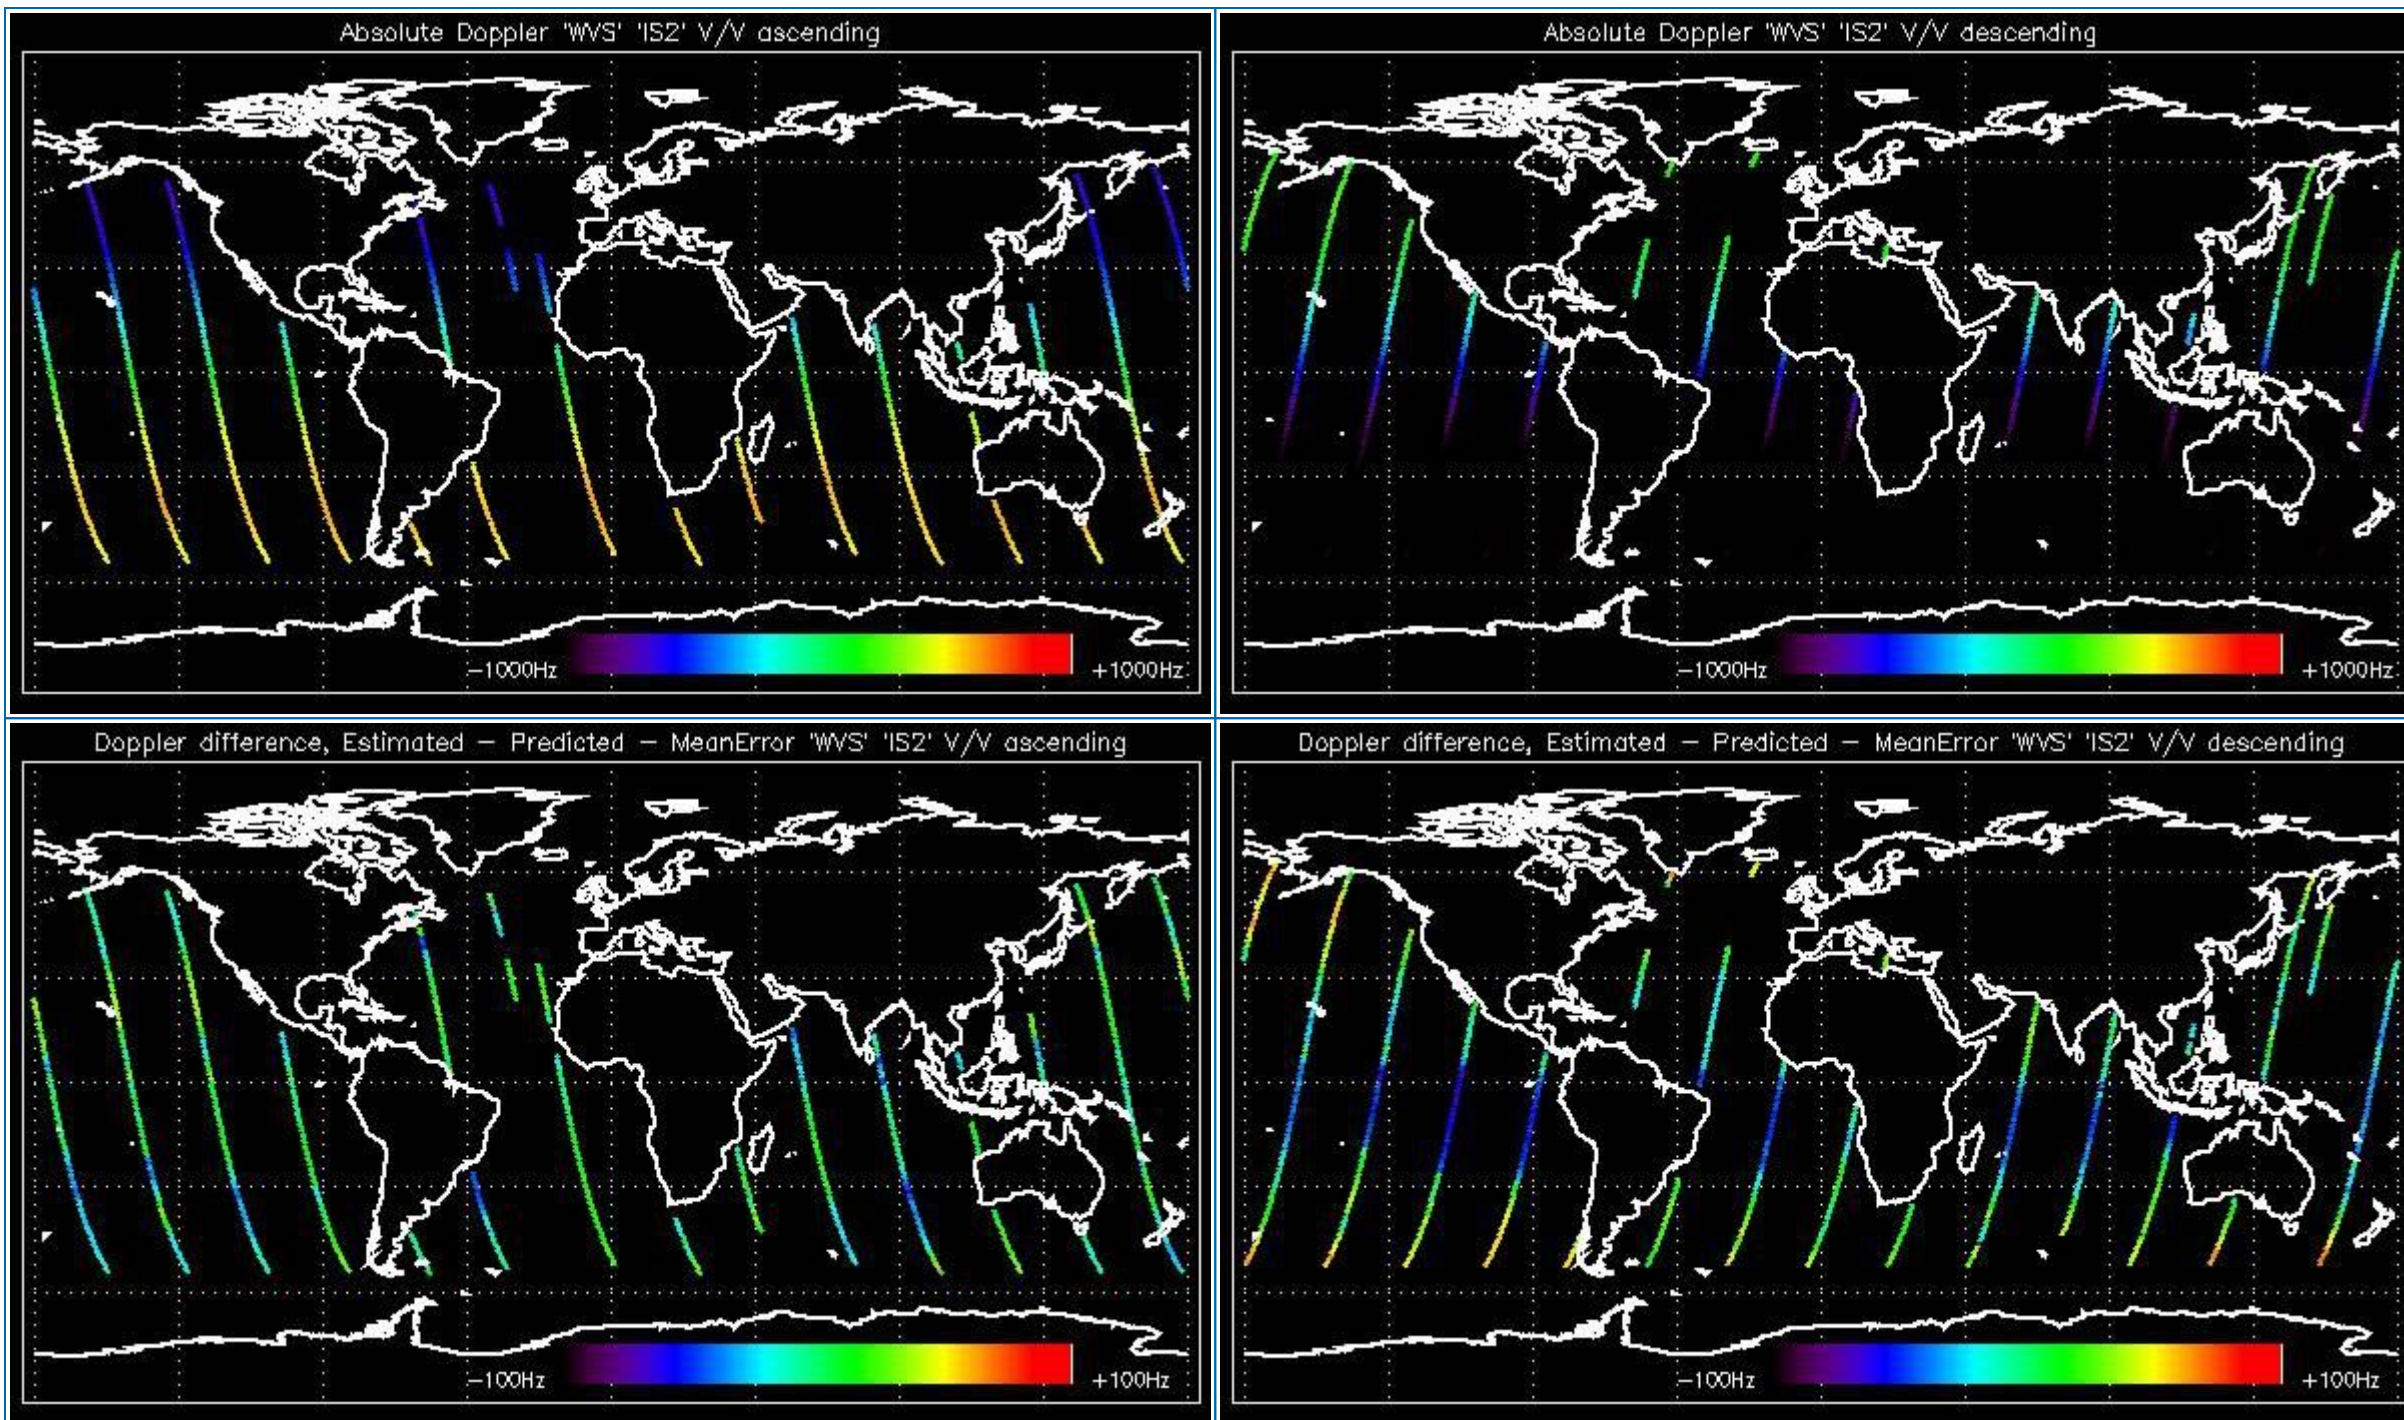 Absolute Doppler 'WVS' 'IS2' V/V ascending
-1000Hz
+1000Hz
Absolute Doppler 'WVS' 'IS2' V/V descending
-1000Hz
+1000Hz
Doppler difference, Estimated - Predicted - MeanError 'WVS' 'IS2' V/V ascending
-100Hz
+100Hz
Doppler difference, Estimated - Predicted - MeanError 'WVS' 'IS2' V/V descending
-100Hz
+100Hz